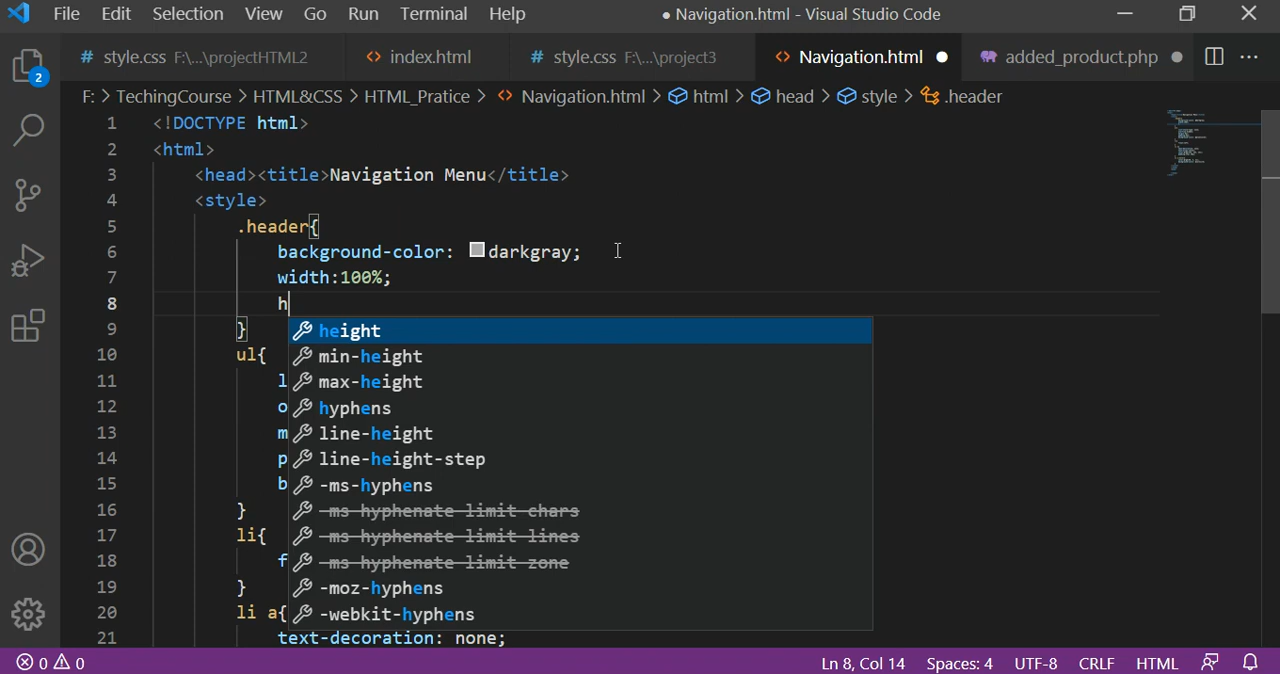 File Edit Selection View Go Run Terminal Help ● Navigation.html - Visual Studio Code
# style.css F:\...\projectHTML2 <> index.html # style.css F:\...\project3 <> Navigation.html ● added_product.php ●
2
F: > TechingCourse > HTML&CSS > HTML_Pratice > <> Navigation.html > html > head > style > .header
1 <!DOCTYPE html>
2 <html>
3 <head><title>Navigation Menu</title>
4 <style>
5 .header{
6 background-color: darkgray;
7 width:100%;
8 h
9 }
height
10 ul{
min-height
11 l
max-height
12 o
hyphens
13 m
line-height
14 p
line-height-step
15 b
-ms-hyphens
16 }
-ms-hyphenate-limit-chars
17 li{
-ms-hyphenate-limit-lines
18 f
-ms-hyphenate-limit-zone
19 }
-moz-hyphens
20 li a{
-webkit-hyphens
21 text-decoration: none;
0 0 Ln 8, Col 14 Spaces: 4 UTF-8 CRLF HTML